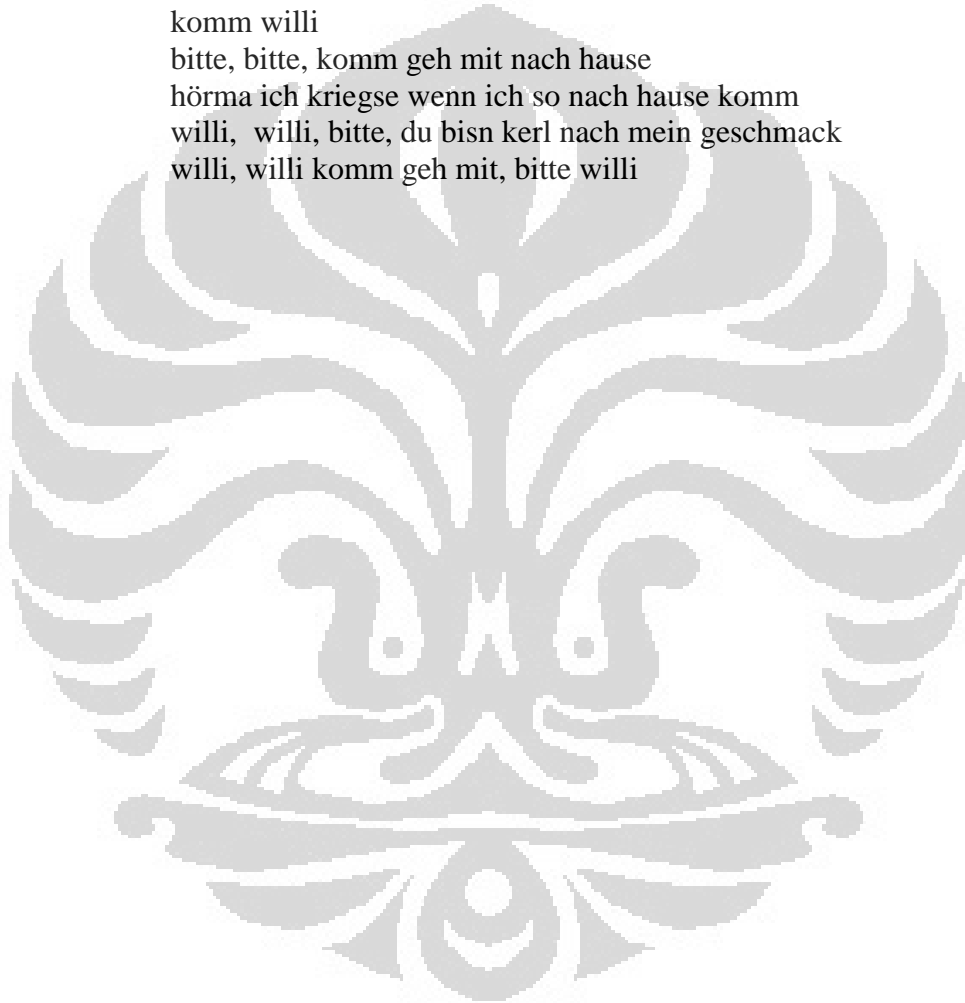 komm willi
bitte, bitte, komm geh mit nach hause
hörma ich kriegse wenn ich so nach hause komm
willi,  willi, bitte, du bisn kerl nach mein geschmack
willi, willi komm geh mit, bitte willi